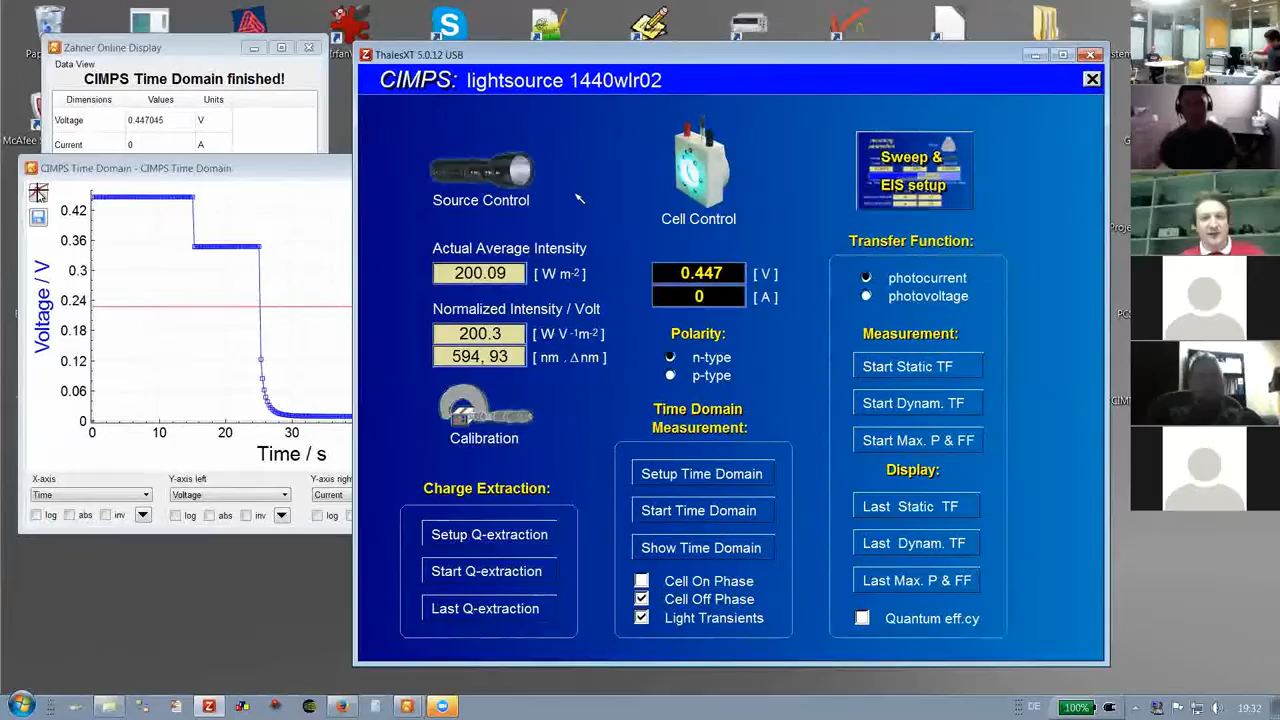 Zahner Online Display
Data View
CIMPS Time Domain finished!
Dimensions Values Units
Voltage 0.447045 V
Current 0 A
CIMPS Time Domain - CIMPS Time Domain
0.42
0.36
0.3
0.24
0.18
0.12
0.06
0
Voltage / V
0 10 20 30
Time / s
X-axis Y-axis left Y-axis right
Time Voltage Current
log abs inv log abs inv log
ThalesXT 5.0.12 USB
CIMPS: lightsource 1440wlr02
Source Control
Cell Control
Sweep &
EIS setup
Actual Average Intensity
200.09 [ W m-2 ]
Normalized Intensity / Volt
200.3 [ W V -1m-2 ]
594, 93 [ nm , Δ nm ]
Calibration
Charge Extraction:
Setup Q-extraction
Start Q-extraction
Last Q-extraction
0.447 [ V ]
0 [ A ]
Polarity:
n-type
p-type
Time Domain
Measurement:
Setup Time Domain
Start Time Domain
Show Time Domain
Cell On Phase
Cell Off Phase
Light Transients
Transfer Function:
photocurrent
photovoltage
Measurement:
Start Static TF
Start Dynam. TF
Start Max. P & FF
Display:
Last Static TF
Last Dynam. TF
Last Max. P & FF
Quantum eff.cy
McAfee
DE 100% 19:32